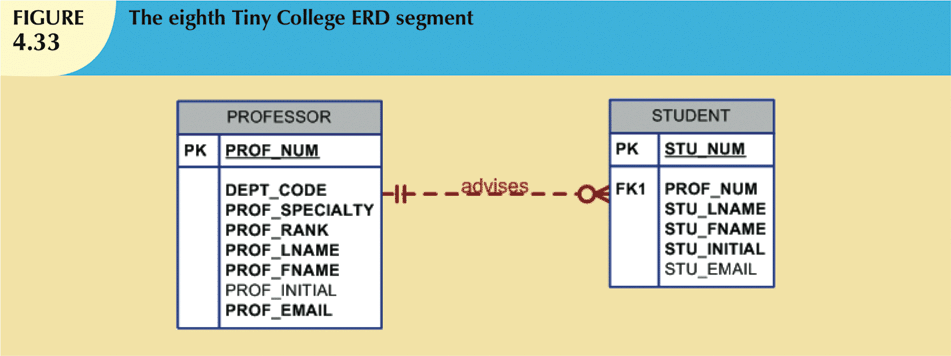 FIGURE
4.33
The eighth Tiny College ERD segment
PROFESSOR
PK PROF_NUM
DEPT_CODE
PROF_SPECIALTY
PROF_RANK
PROF_LNAME
PROF_FNAME
PROF_INITIAL
PROF_EMAIL
advises
STUDENT
PK STU_NUM
FK1 PROF_NUM
STU_LNAME
STU_FNAME
STU_INITIAL
STU_EMAIL